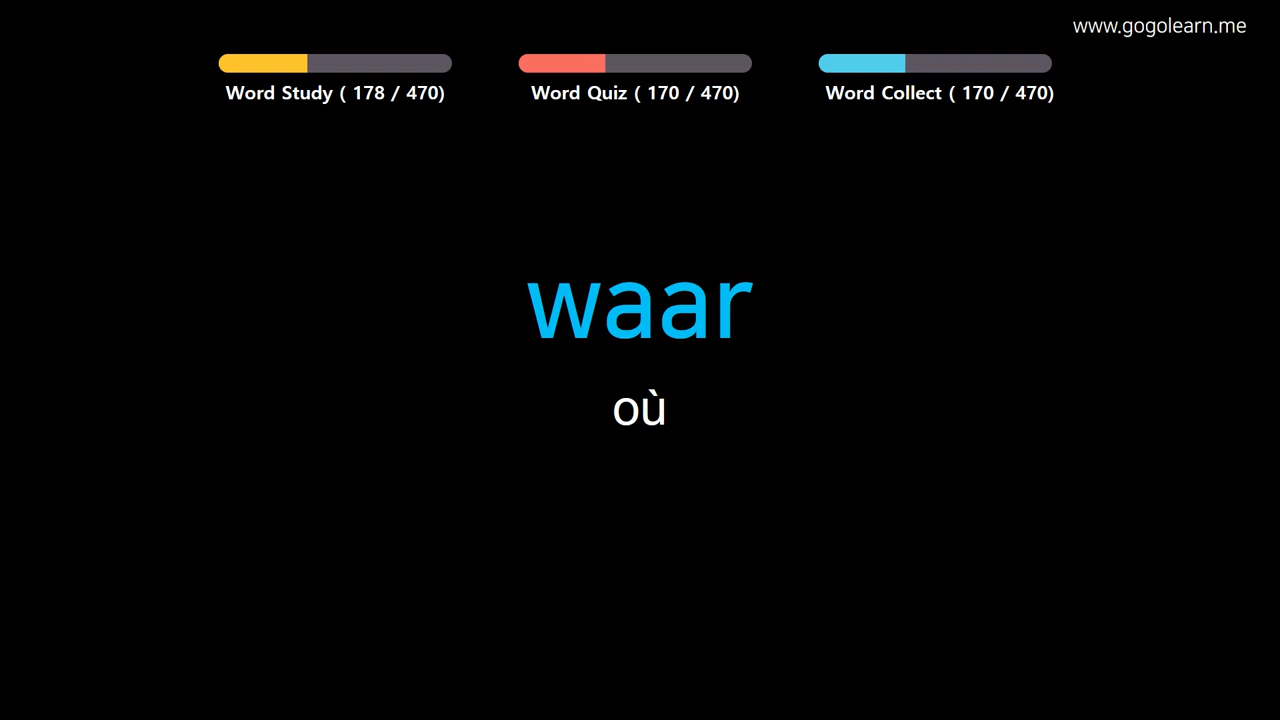 www.gogolearn.me
Word Study ( 178 / 470)
Word Quiz ( 170 / 470)
Word Collect ( 170 / 470)
waar
où